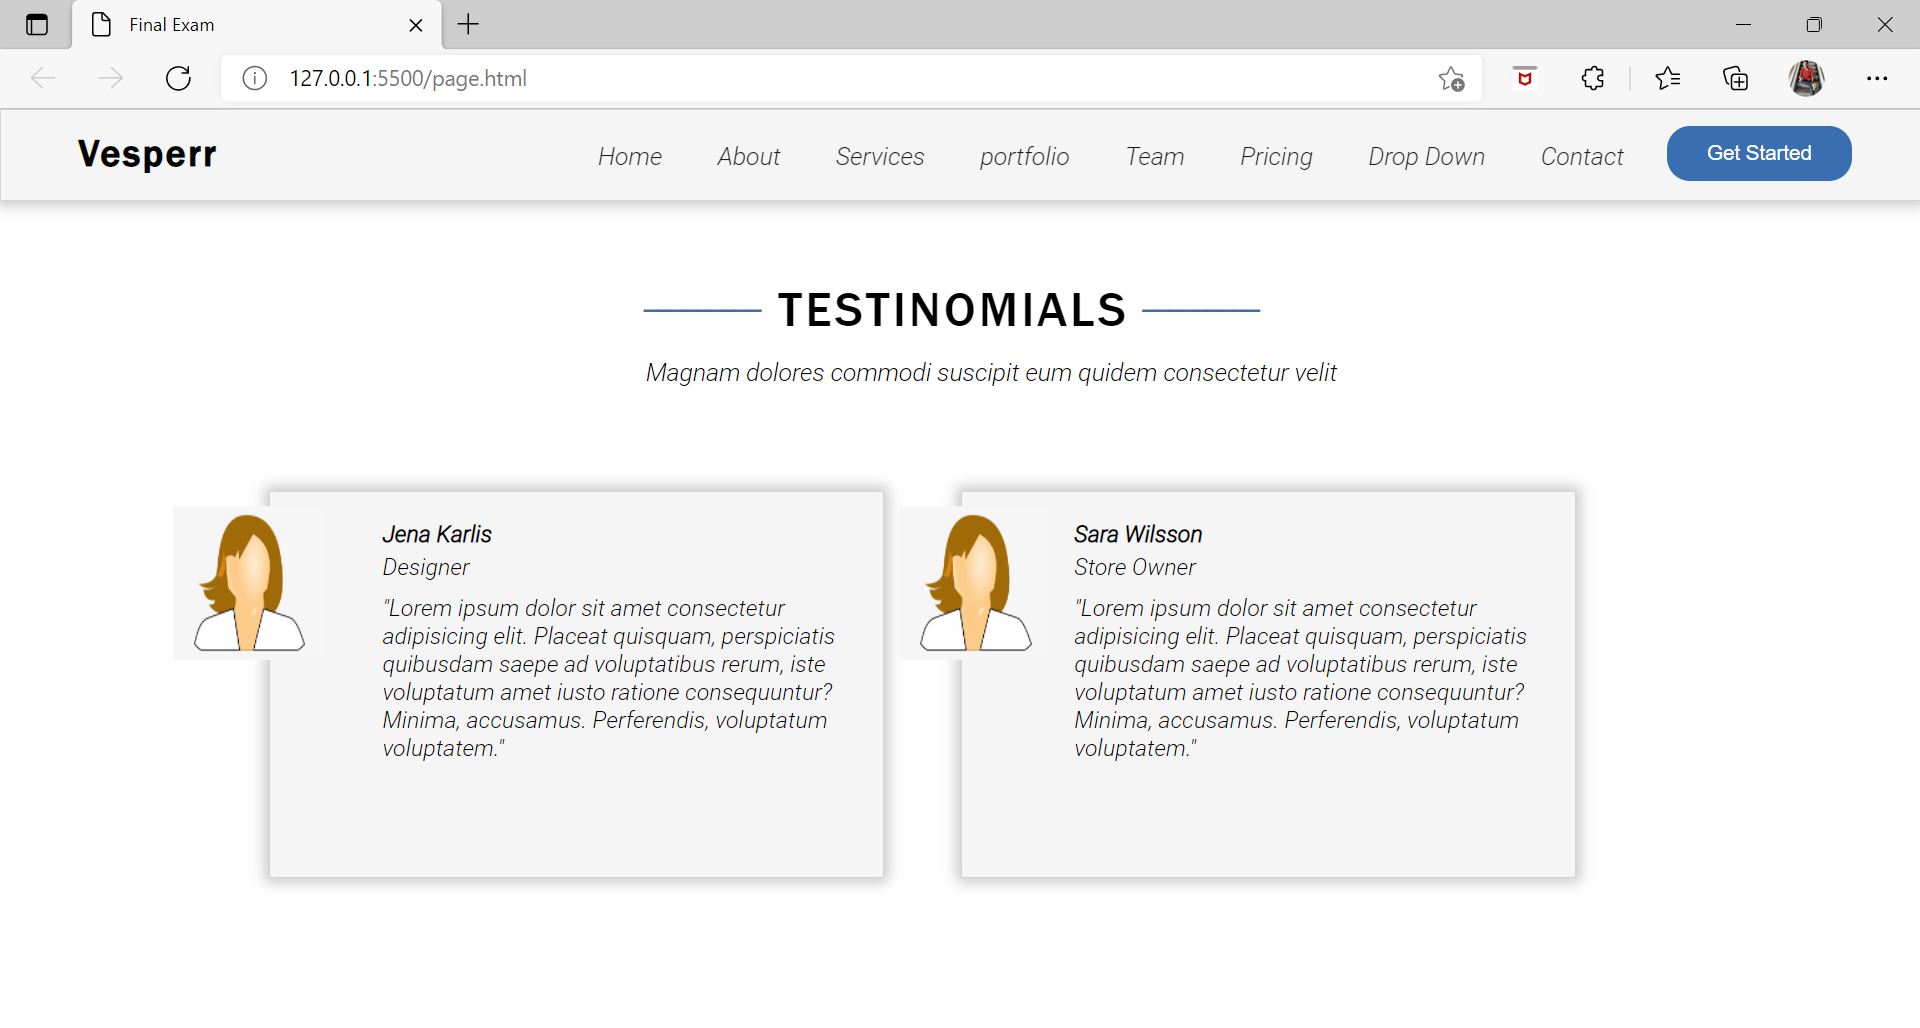 Final Exam
127.0.0.1:5500/page.html
Vesperr
Home About Services portfolio Team Pricing Drop Down Contact Get Started
TESTINOMIALS
Magnam dolores commodi suscipit eum quidem consectetur velit
Jena Karlis
Designer
"Lorem ipsum dolor sit amet consectetur
adipisicing elit. Placeat quisquam, perspiciatis
quibusdam saepe ad voluptatibus rerum, iste
voluptatum amet iusto ratione consequuntur?
Minima, accusamus. Perferendis, voluptatum
voluptatem."
Sara Wilsson
Store Owner
"Lorem ipsum dolor sit amet consectetur
adipisicing elit. Placeat quisquam, perspiciatis
quibusdam saepe ad voluptatibus rerum, iste
voluptatum amet iusto ratione consequuntur?
Minima, accusamus. Perferendis, voluptatum
voluptatem."